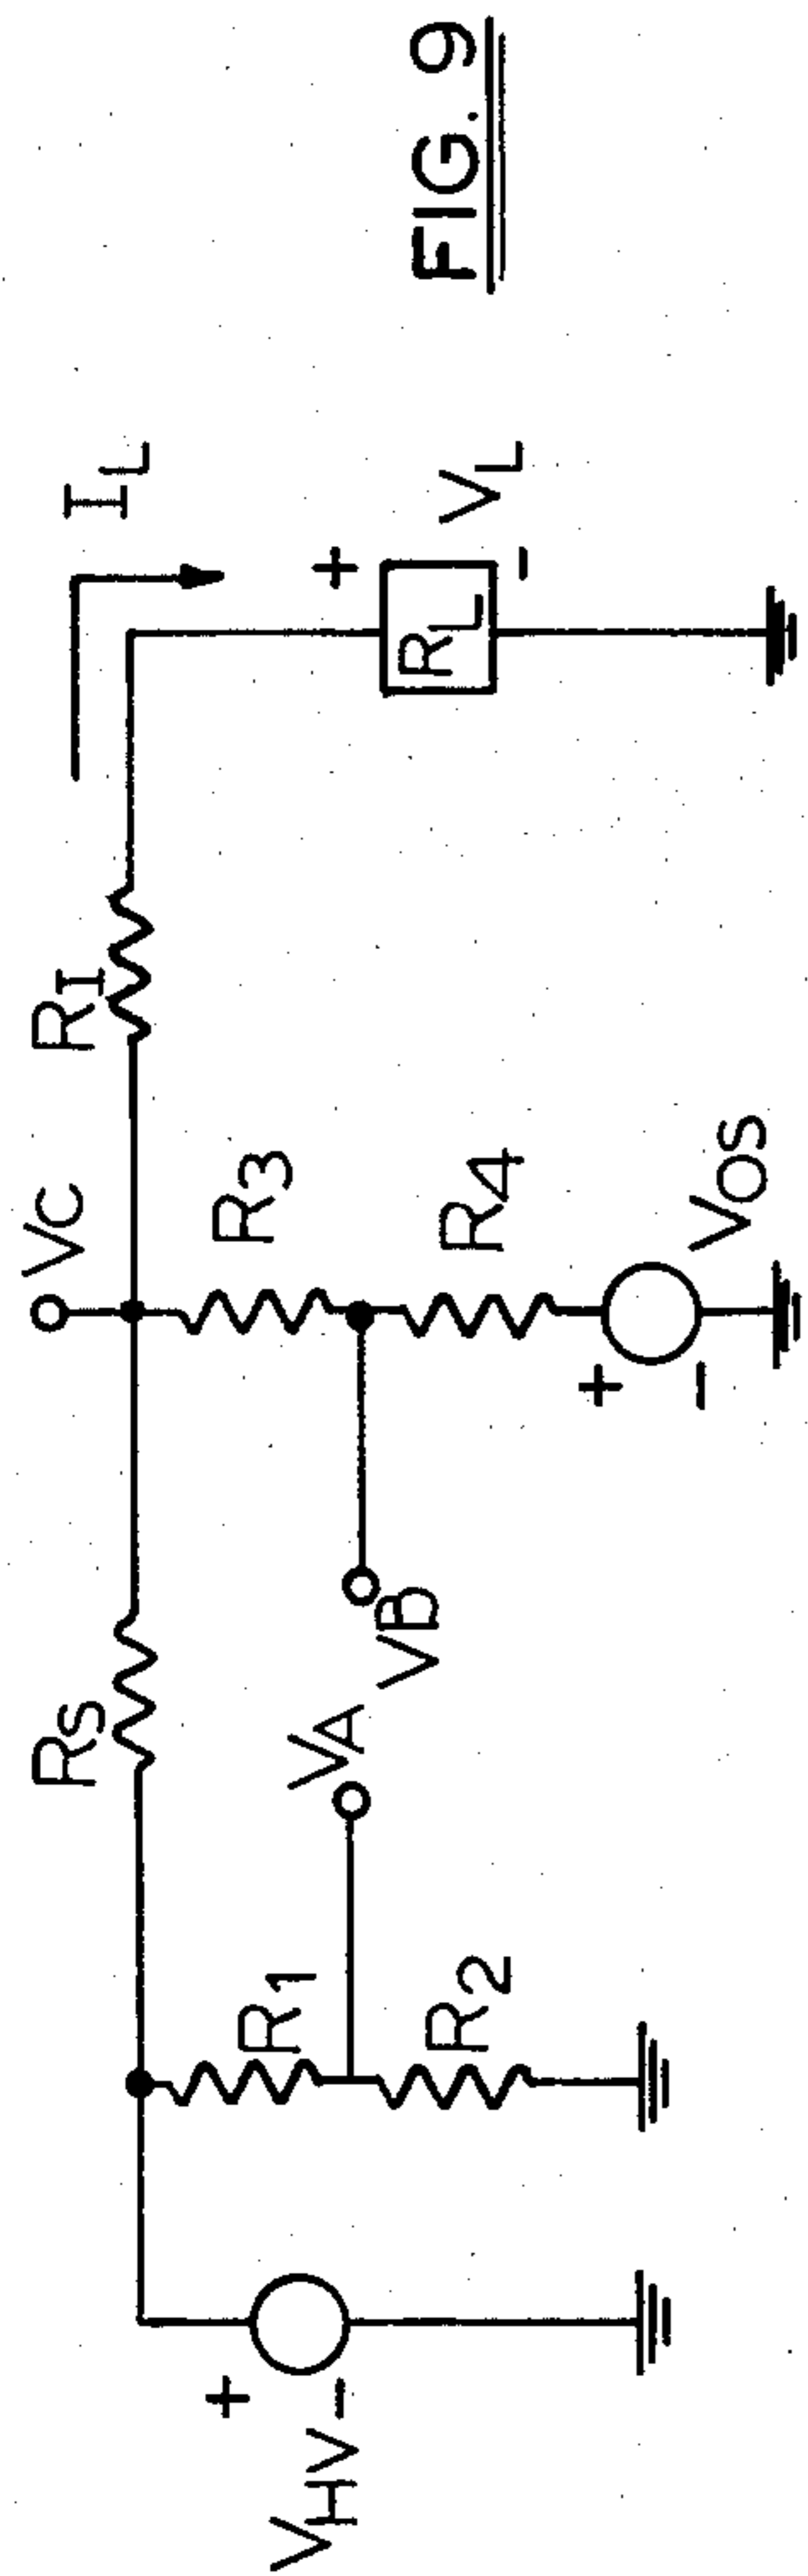 FIG. 9
VHV
+
-
RS
R1
R2
VA
VB
VC
R3
R4
+
-
VOS
RI
IL
+
RL
-
VL